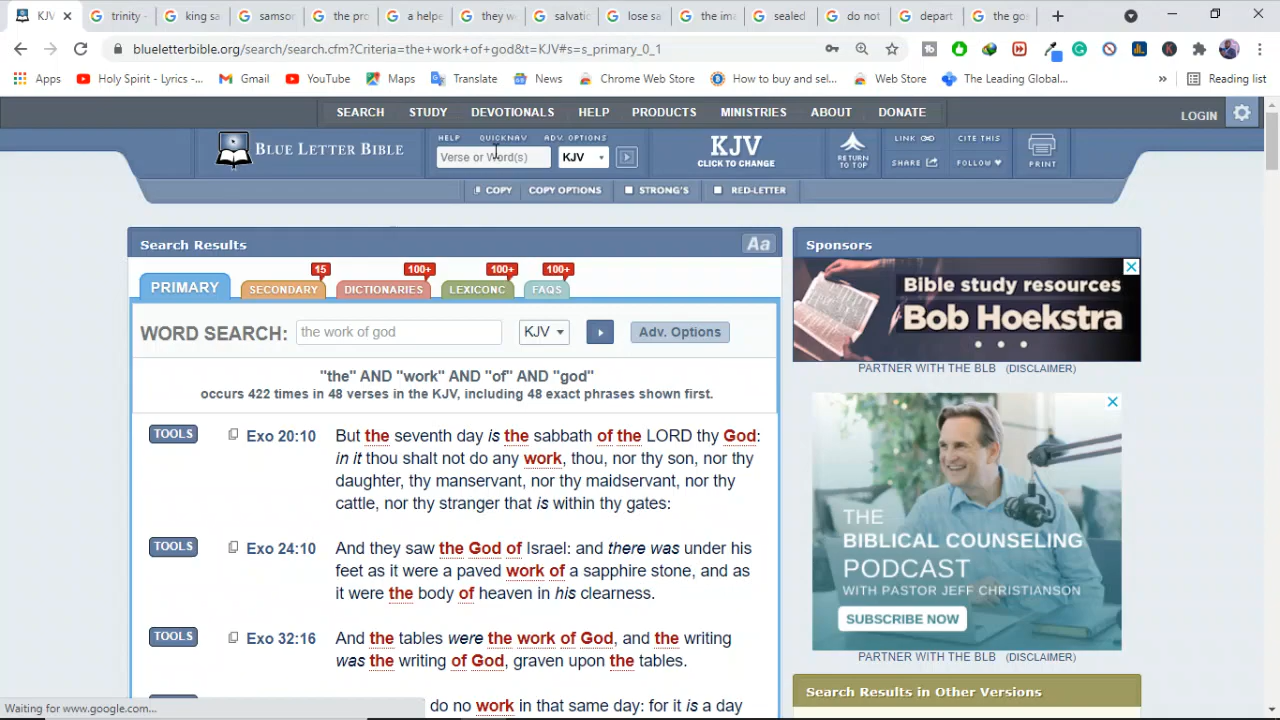 KJV
trinity -
king sa
samsor
the pro
a helpe
they w
salvati
lose sa
the ima
sealed
do not
depart
the go
blueletterbible.org/search/search.cfm?Criteria=the+work+of+god&t=KJV#s=s_primary_0_1
Apps
Holy Spirit - Lyrics -...
Gmail
YouTube
Maps
Translate
News
Chrome Web Store
How to buy and sel...
Web Store
The Leading Global...
»
Reading list
SEARCH STUDY DEVOTIONALS HELP PRODUCTS MINISTRIES ABOUT DONATE
LOGIN
BLUE LETTER BIBLE
HELP QUICKNAV ADV. OPTIONS
Verse or Word(s)
KJV
KJV
CLICK TO CHANGE
RETURN
TO TOP
LINK
CITE THIS
SHARE
FOLLOW
PRINT
COPY
COPY OPTIONS
STRONG'S
RED-LETTER
Search Results
Aa
PRIMARY
SECONDARY
15
DICTIONARIES
100+
LEXICONC
100+
FAQS
100+
WORD SEARCH: the work of god KJV Adv. Options
"the" AND "work" AND "of" AND "god"
occurs 422 times in 48 verses in the KJV, including 48 exact phrases shown first.
TOOLS
Exo 20:10
But the seventh day is the sabbath of the LORD thy God:
in it thou shalt not do any work, thou, nor thy son, nor thy
daughter, thy manservant, nor thy maidservant, nor thy
cattle, nor thy stranger that is within thy gates:
TOOLS
Exo 24:10
And they saw the God of Israel: and there was under his
feet as it were a paved work of a sapphire stone, and as
it were the body of heaven in his clearness.
TOOLS
Exo 32:16
And the tables were the work of God, and the writing
was the writing of God, graven upon the tables.
do no work in that same day: for it is a day
Sponsors
Bible study resources
Bob Hoekstra
PARTNER WITH THE BLB (DISCLAIMER)
THE
BIBLICAL COUNSELING
PODCAST
WITH PASTOR JEFF CHRISTIANSON
SUBSCRIBE NOW
PARTNER WITH THE BLB (DISCLAIMER)
Search Results in Other Versions
Waiting for www.google.com...